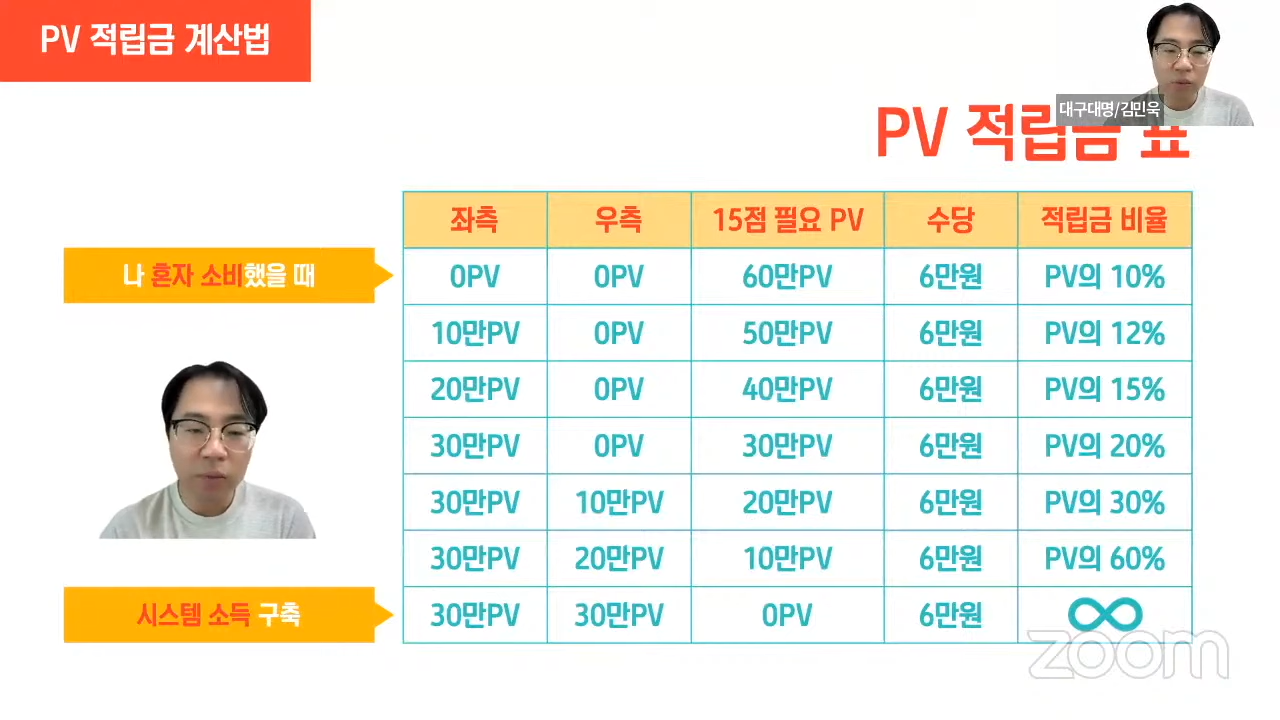 PV 적립금 계산법
대구대명/김민욱
PV 적립금 표
좌측 우측 15점 필요 PV 수당 적립금 비율
나 혼자 소비했을 때
0PV 0PV 60만PV 6만원 PV의 10%
10만PV 0PV 50만PV 6만원 PV의 12%
20만PV 0PV 40만PV 6만원 PV의 15%
30만PV 0PV 30만PV 6만원 PV의 20%
30만PV 10만PV 20만PV 6만원 PV의 30%
30만PV 20만PV 10만PV 6만원 PV의 60%
시스템 소득 구축
30만PV 30만PV 0PV 6만원 ∞
zoom